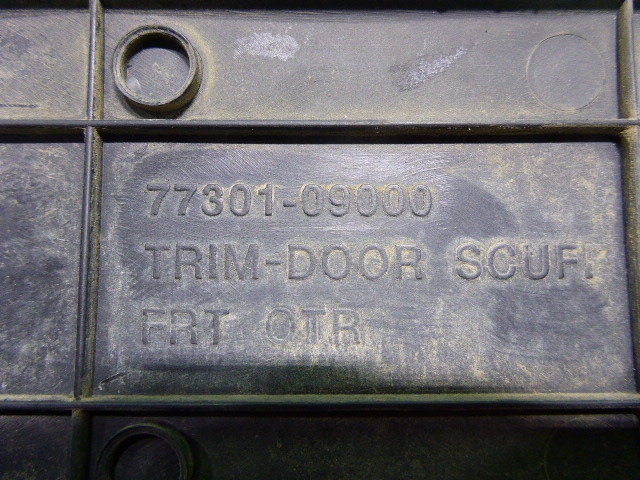 77301-09000
TRIM-DOOR SCUF.
FRT OTR